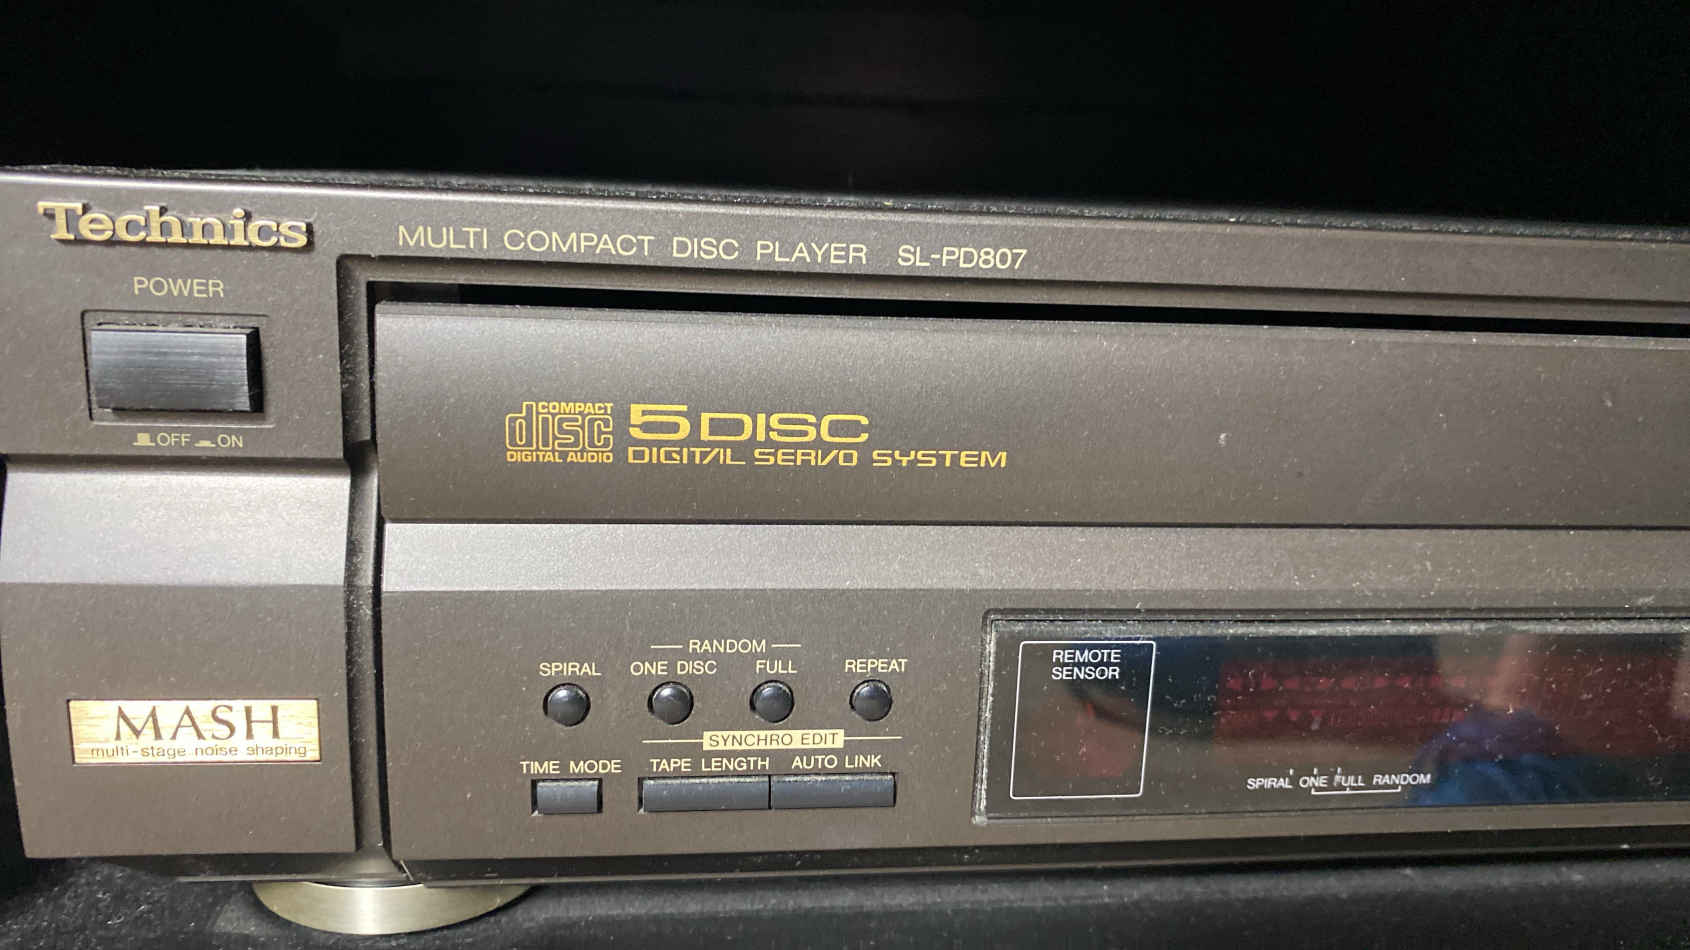 Technics
MULTI COMPACT DISC PLAYER SL-PD807
POWER
OFF ON
COMPACT
disc
DIGITAL AUDIO
5 DISC
DIGITAL SERVO SYSTEM
MASH
multi-stage noise shaping
RANDOM
SPIRAL ONE DISC FULL REPEAT
SYNCHRO EDIT
TIME MODE TAPE LENGTH AUTO LINK
REMOTE
SENSOR
SPIRAL ONE FULL RANDOM